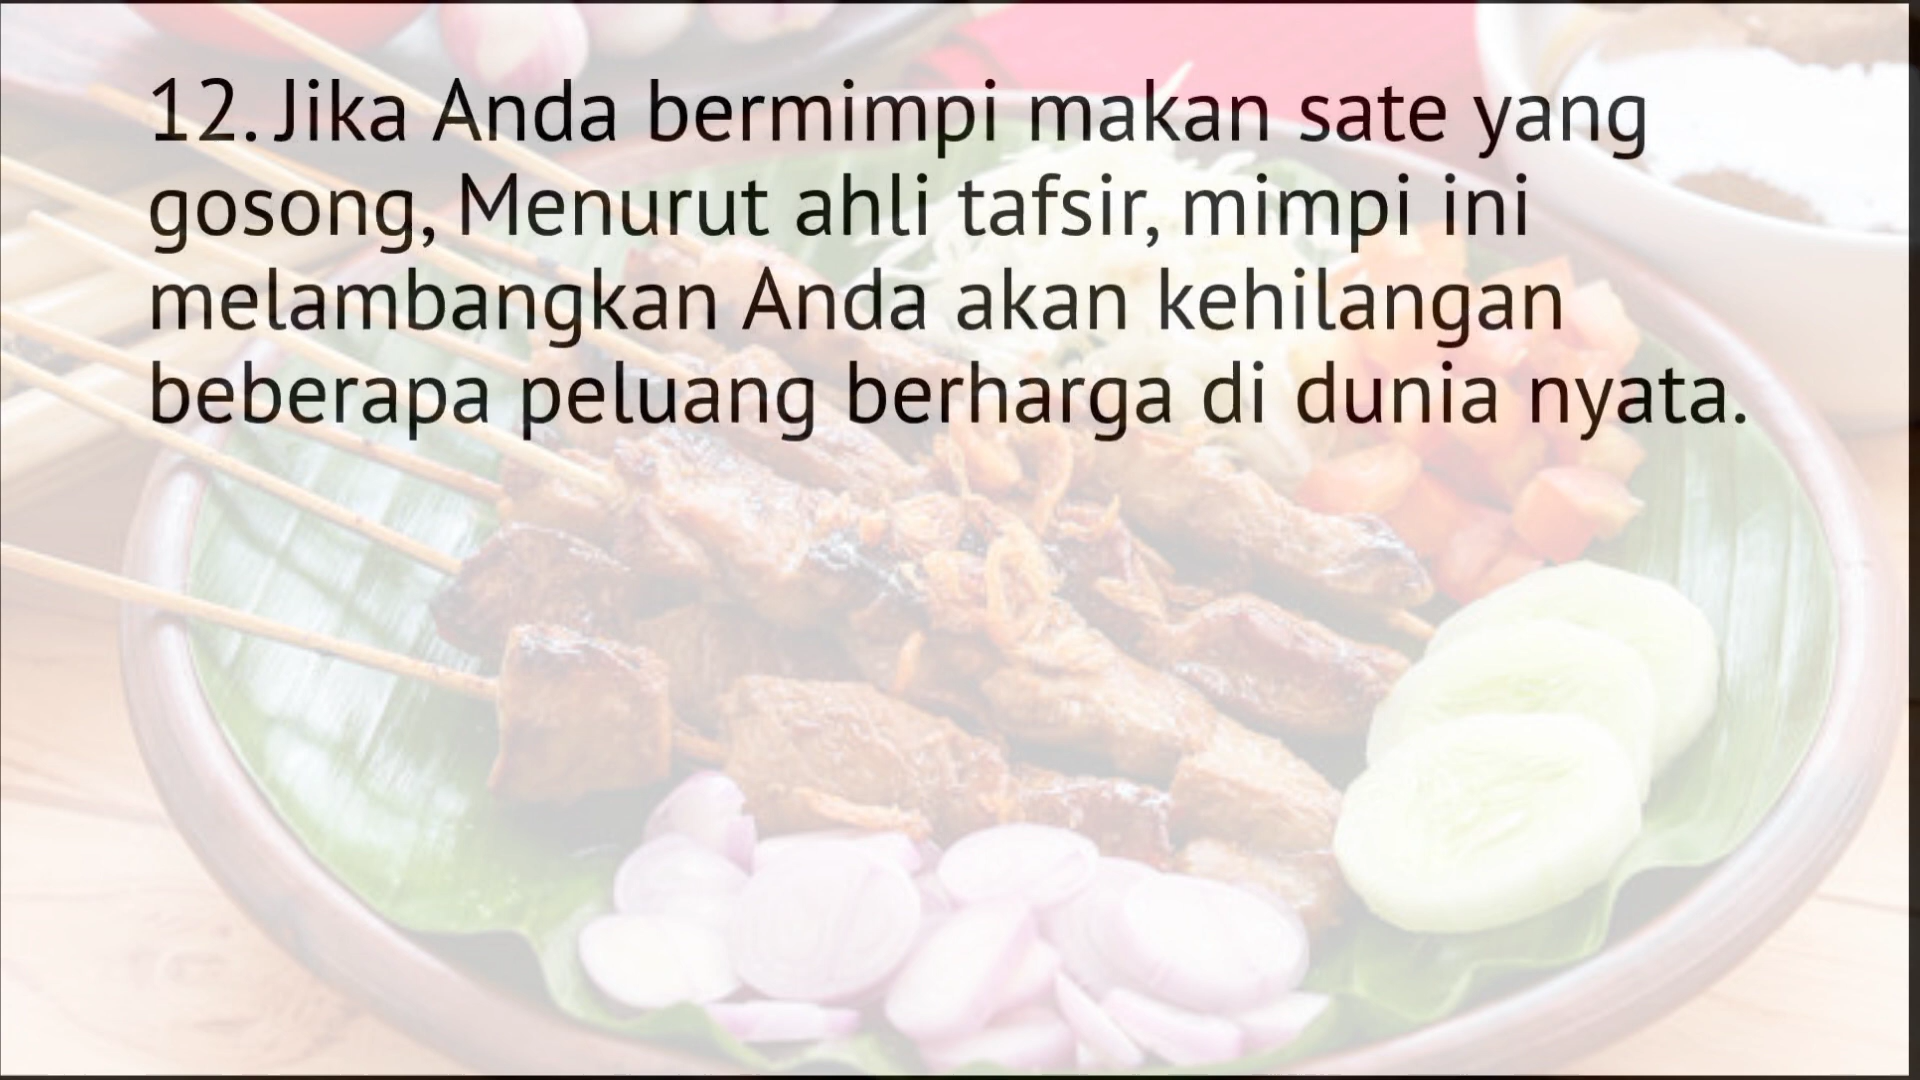 12. Jika Anda bermimpi makan sate yang
gosong, Menurut ahli tafsir, mimpi ini
melambangkan Anda akan kehilangan
beberapa peluang berharga di dunia nyata.